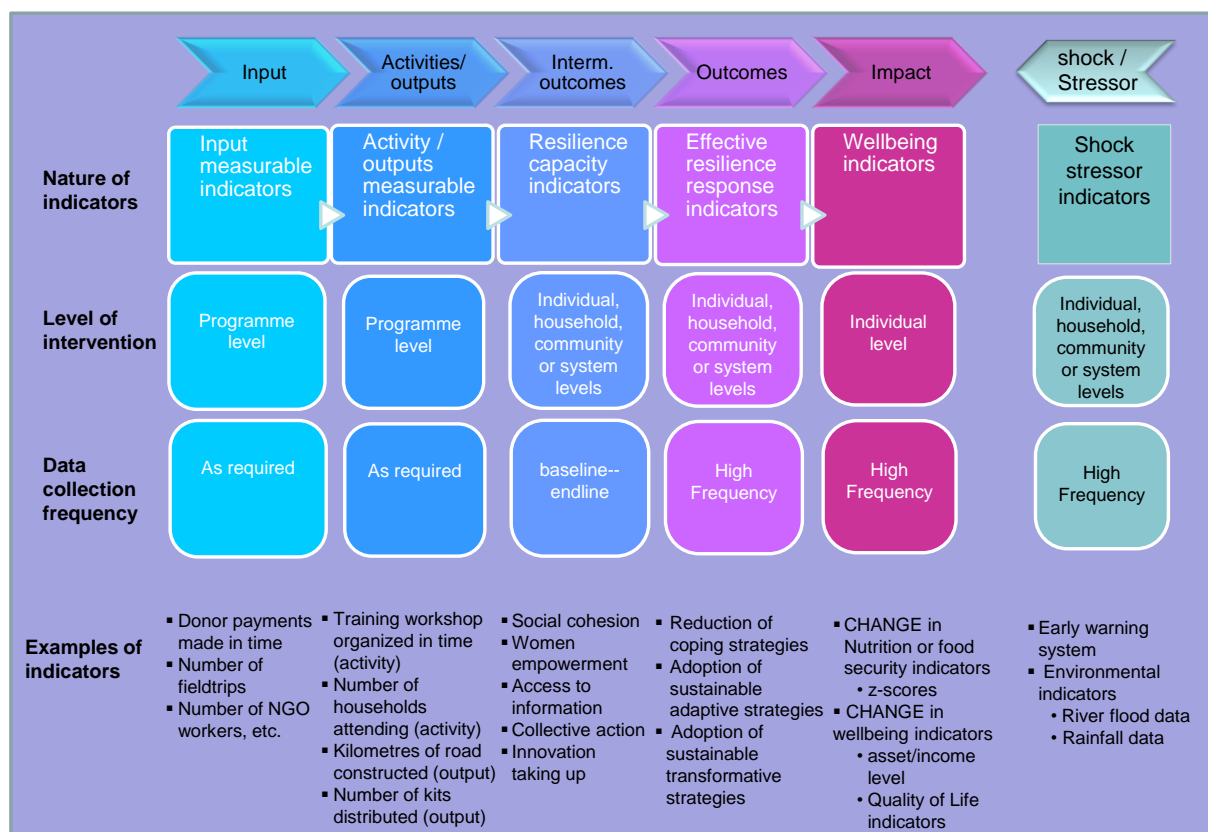 Input
Activities/
outputs
Interm.
outcomes
Outcomes
Impact
shock /
Stressor
Nature of
indicators
Input
measurable
indicators
Activity /
outputs
measurable
indicators
Resilience
capacity
indicators
Effective
resilience
response
indicators
Wellbeing
indicators
Shock
stressor
indicators
Level of
intervention
Programme
level
Programme
level
Individual,
household,
community
or system
levels
Individual,
household,
community
or system
levels
Individual
level
Individual,
household,
community
or system
levels
Data
collection
frequency
As required
As required
baseline--
endline
High
Frequency
High
Frequency
High
Frequency
Examples of
indicators
▪ Donor payments
made in time
▪ Number of
fieldtrips
▪ Number of NGO
workers, etc.
▪ Training workshop
organized in time
(activity)
▪ Number of
households
attending (activity)
▪ Kilometres of road
constructed (output)
▪ Number of kits
distributed (output)
▪ Social cohesion
▪ Women
empowerment
▪ Access to
information
▪ Collective action
▪ Innovation
taking up
▪ Reduction of
coping strategies
▪ Adoption of
sustainable
adaptive strategies
▪ Adoption of
sustainable
transformative
strategies
▪ CHANGE in
Nutrition or food
security indicators
• z-scores
▪ CHANGE in
wellbeing indicators
• asset/income
level
• Quality of Life
indicators
▪ Early warning
system
▪ Environmental
indicators
• River flood data
• Rainfall data